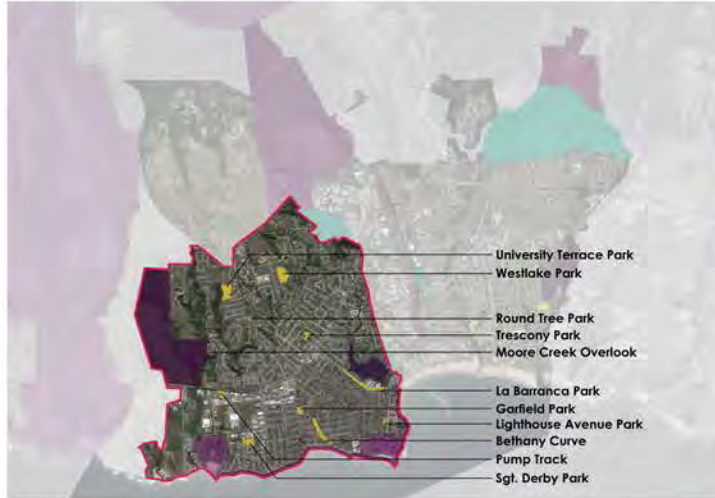 University Terrace Park
Westlake Park
Round Tree Park
Trescony Park
Moore Creek Overlook
La Barranca Park
Garfield Park
Lighthouse Avenue Park
Bethany Curve
Pump Track
Sgt. Derby Park